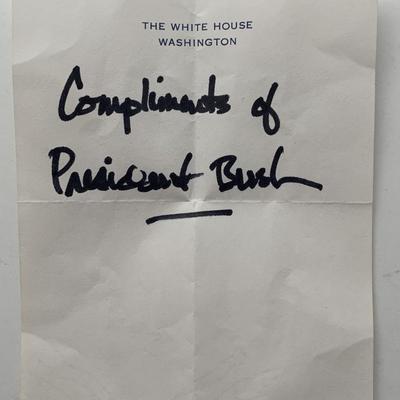 THE WHITE HOUSE
WASHINGTON
Compliments of
President Bush